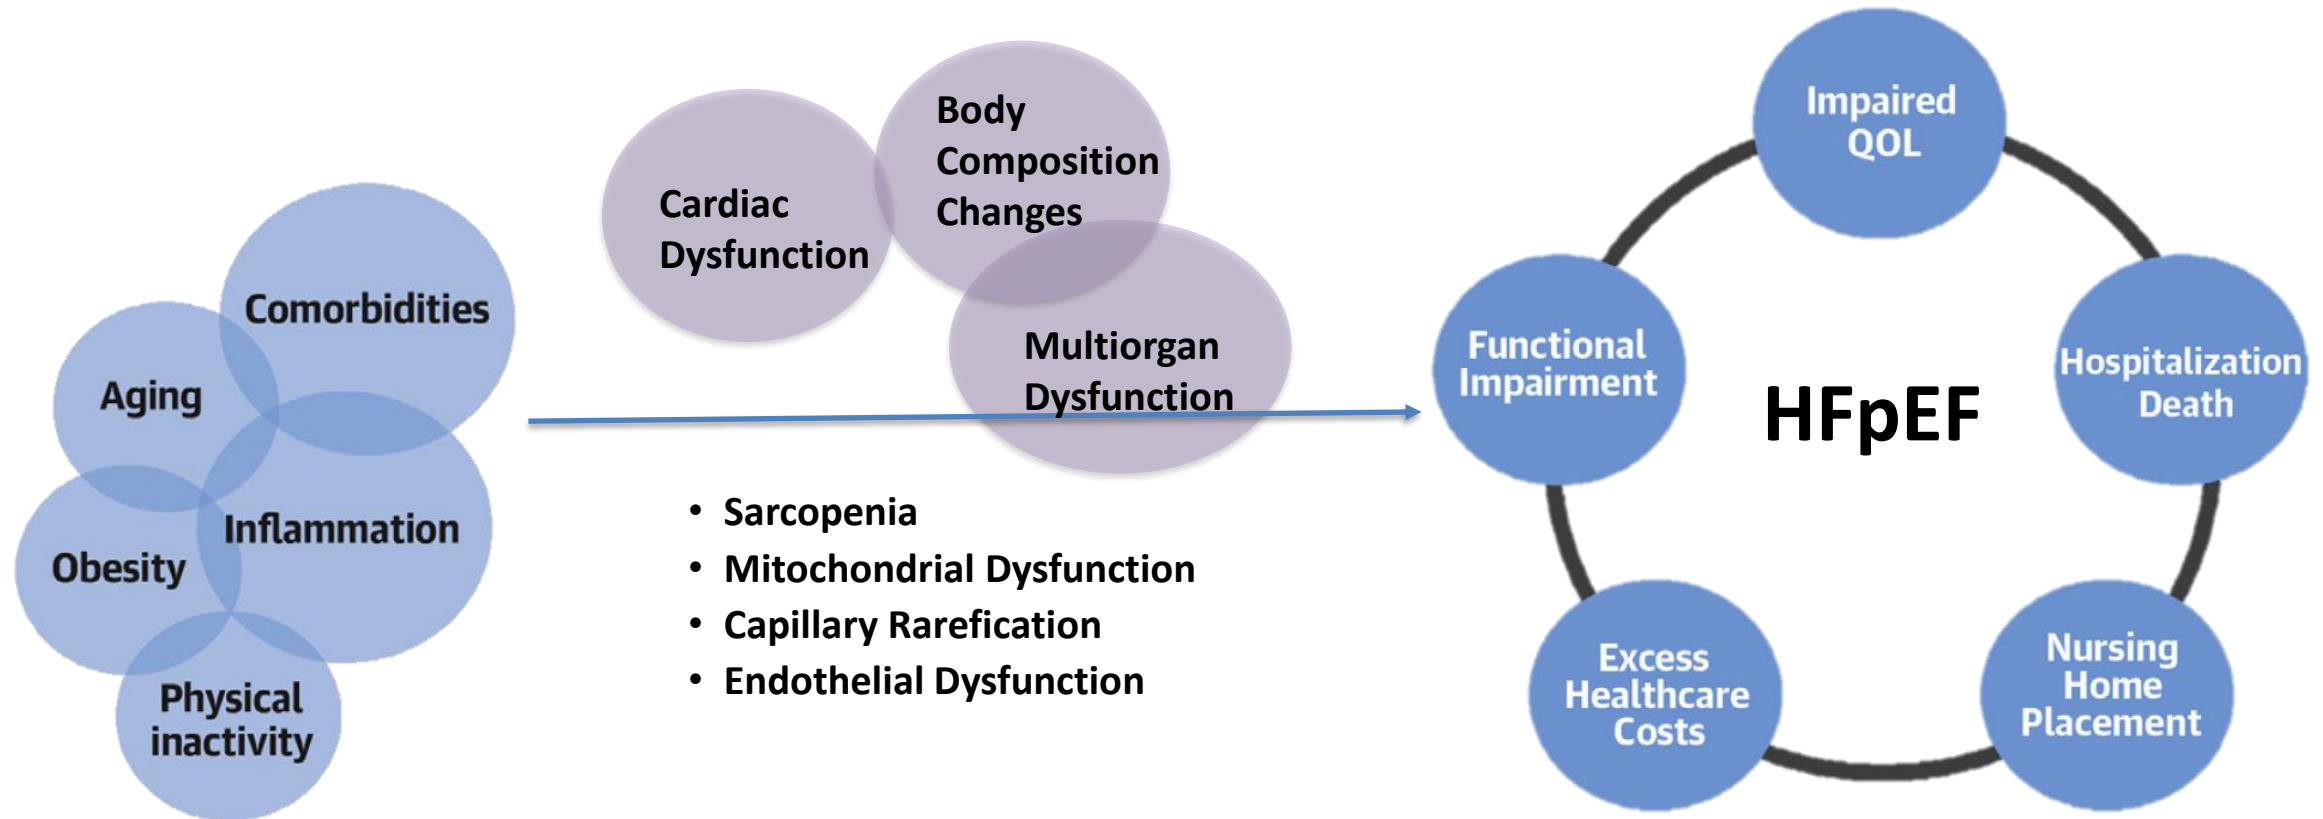 Comorbidities
Aging
Inflammation
Obesity
Physical
inactivity
Cardiac
Dysfunction
Body
Composition
Changes
Multiorgan
Dysfunction
• Sarcopenia
• Mitochondrial Dysfunction
• Capillary Rarefication
• Endothelial Dysfunction
Impaired
QOL
Functional
Impairment
HFpEF
Hospitalization
Death
Excess
Healthcare
Costs
Nursing
Home
Placement